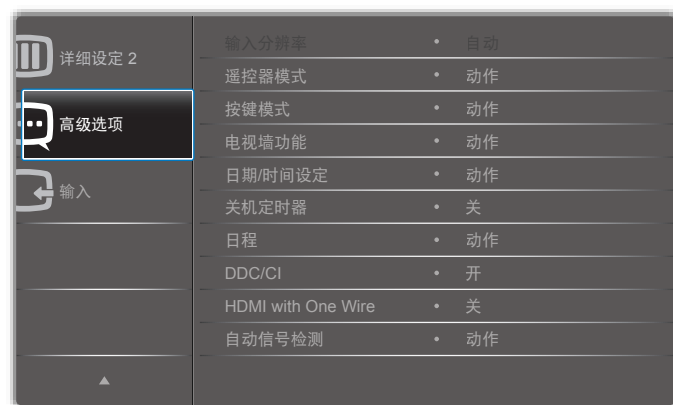 详细设定 2
高级选项
输入
输入分辨率 • 自动
遥控器模式 • 动作
按键模式 • 动作
电视墙功能 • 动作
日期/时间设定 • 动作
关机定时器 • 关
日程 • 动作
DDC/CI • 开
HDMI with One Wire • 关
自动信号检测 • 动作